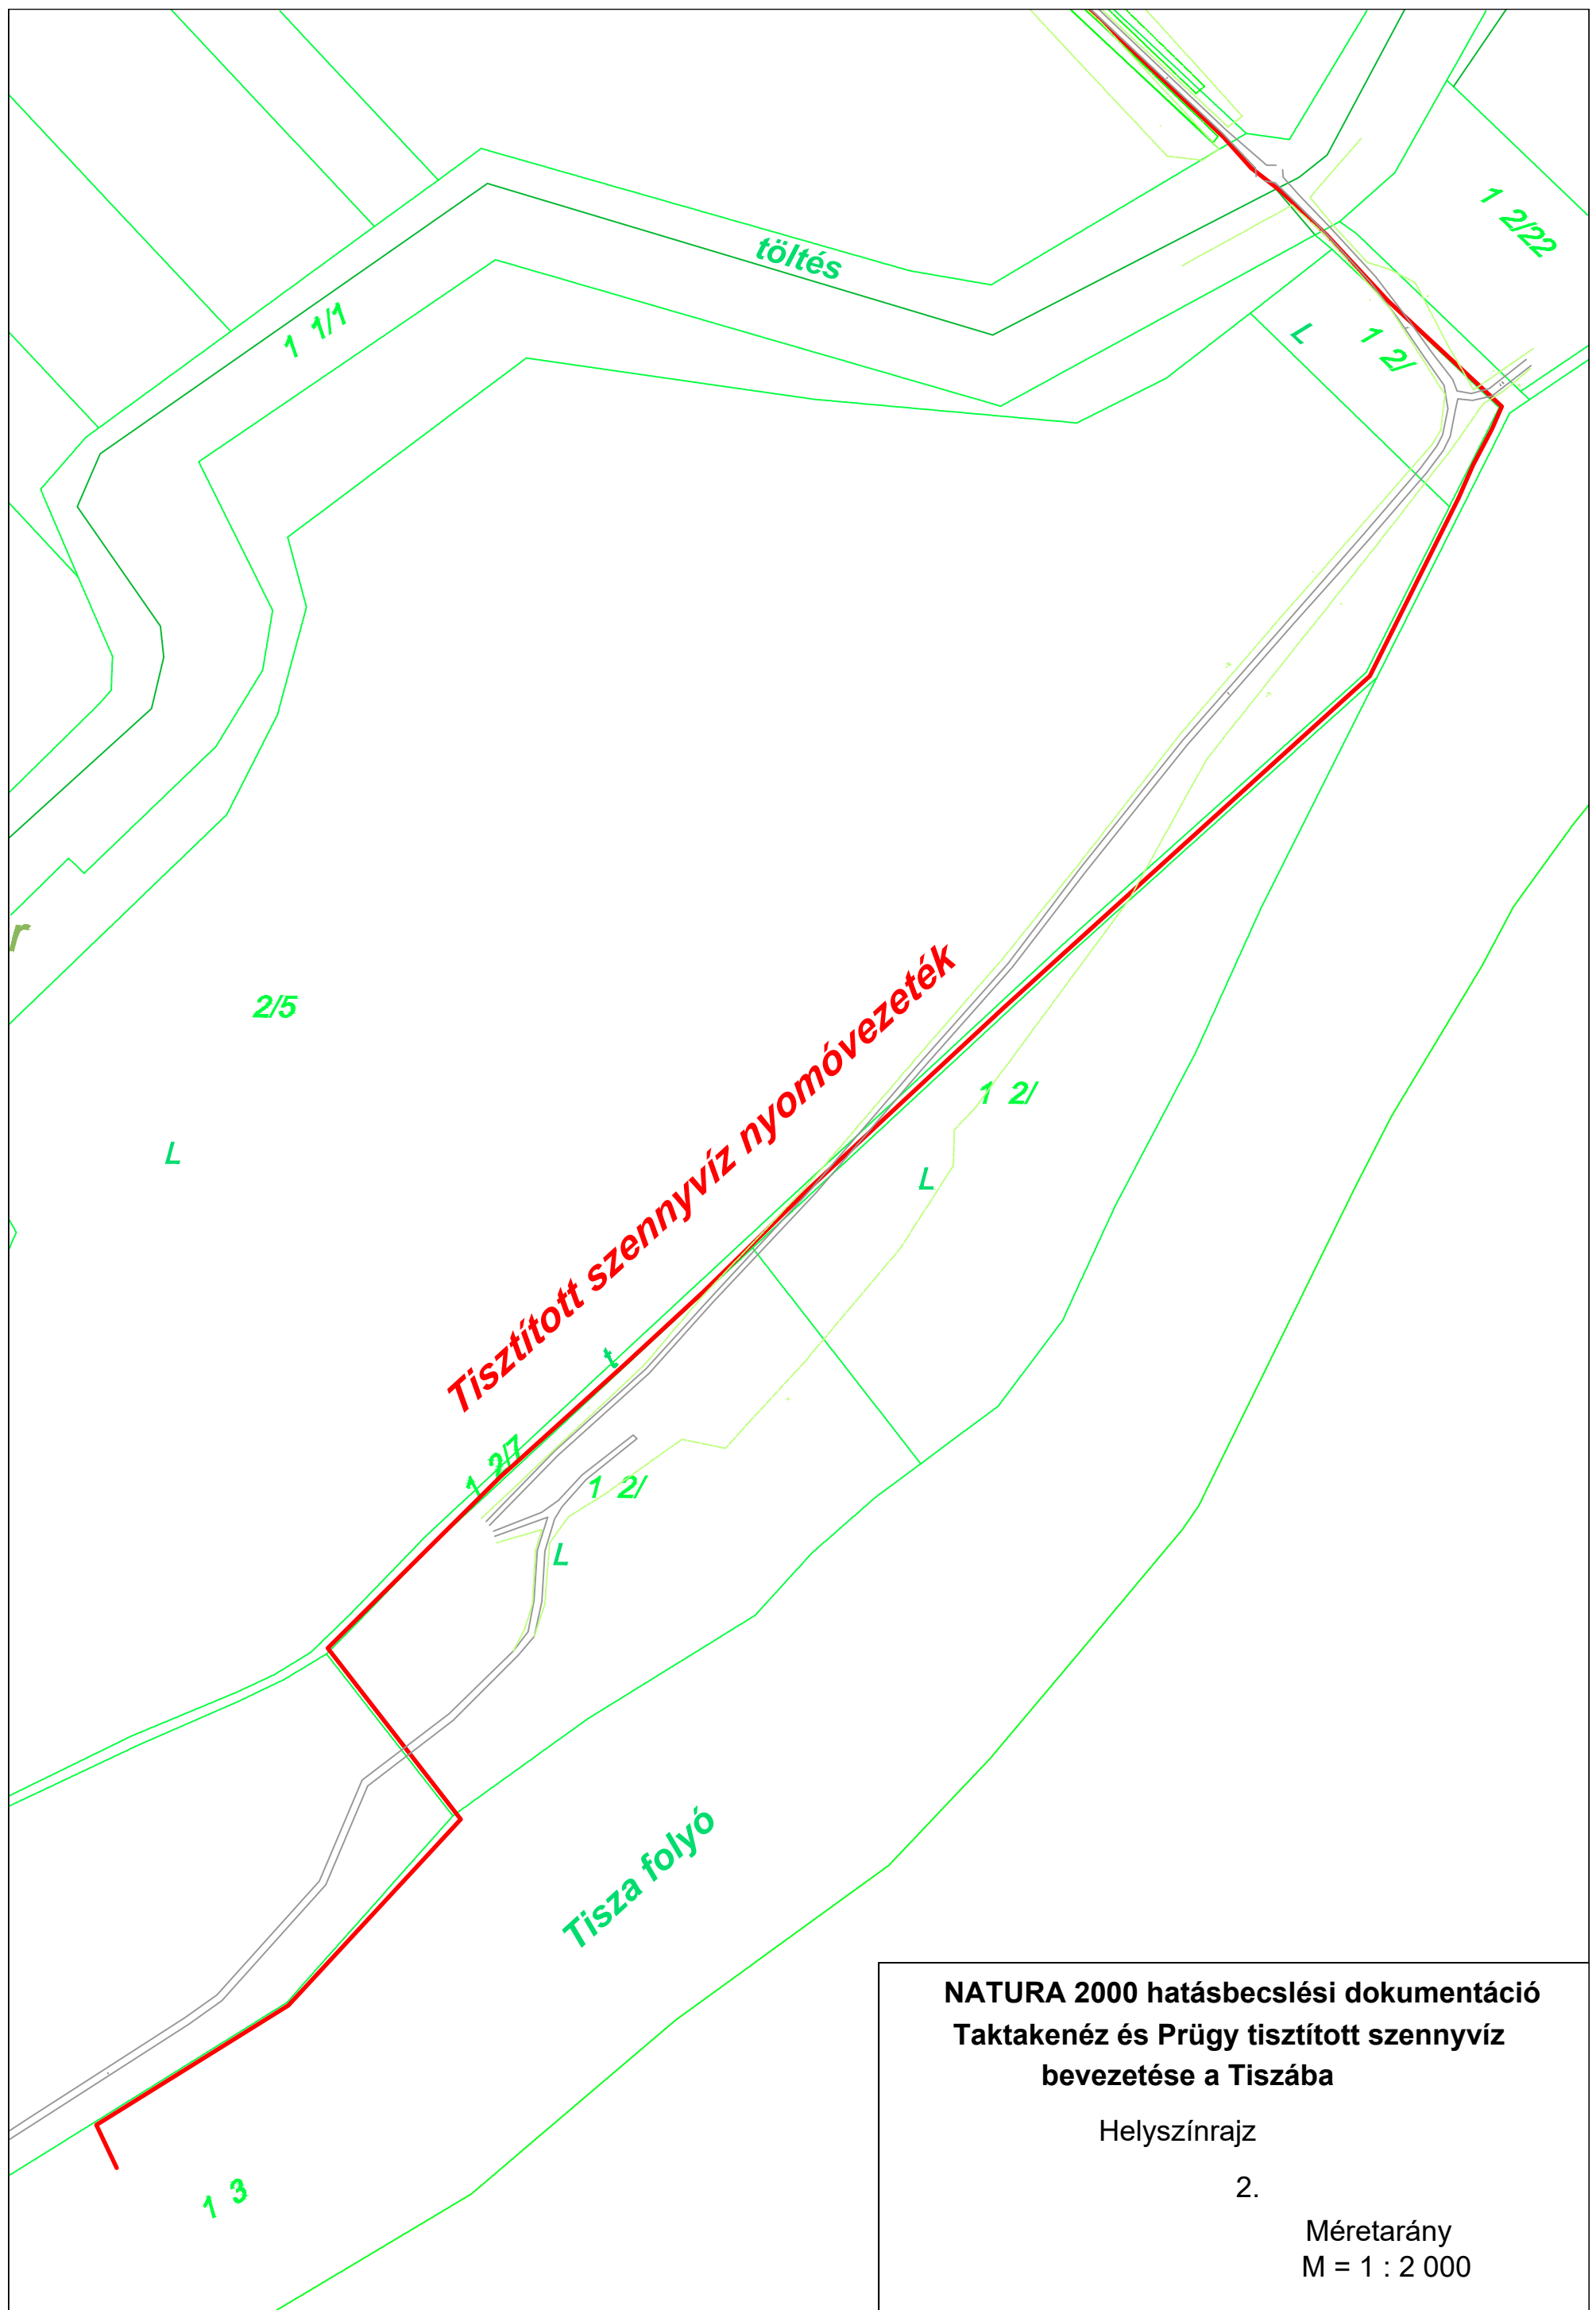 töltés
1 1/1
1 2/22
L
1 2/
r
2/5
L
Tisztított szennyvíz nyomóvezeték
1 2/
L
t
1 2/7
1 2/
L
Tisza folyó
1 3
NATURA 2000 hatásbecslési dokumentáció
Taktakenéz és Prügy tisztított szennyvíz
bevezetése a Tiszába
Helyszínrajz
2.
Méretarány
M = 1 : 2 000